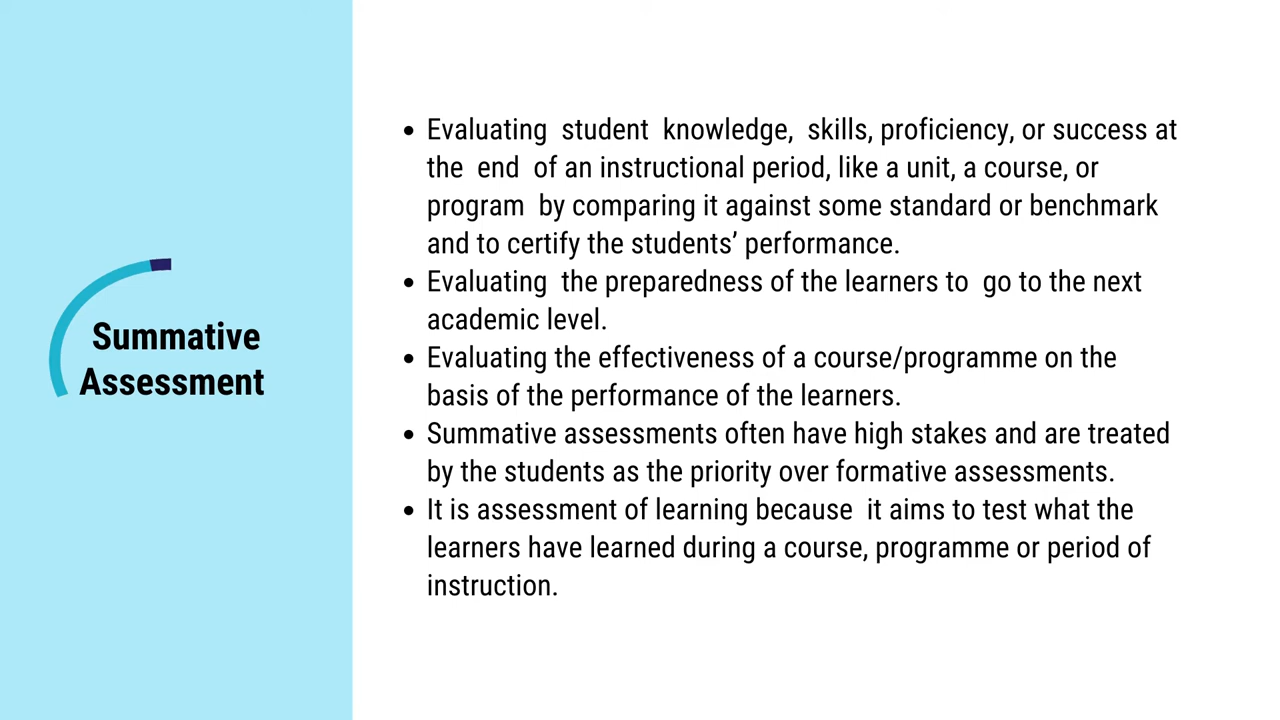 Summative
Assessment
• Evaluating  student  knowledge,  skills, proficiency, or success at
the  end  of an instructional period, like a unit, a course, or
program  by comparing it against some standard or benchmark
and to certify the students’ performance.
• Evaluating  the preparedness of the learners to  go to the next
academic level.
• Evaluating the effectiveness of a course/programme on the
basis of the performance of the learners.
• Summative assessments often have high stakes and are treated
by the students as the priority over formative assessments.
• It is assessment of learning because  it aims to test what the
learners have learned during a course, programme or period of
instruction.